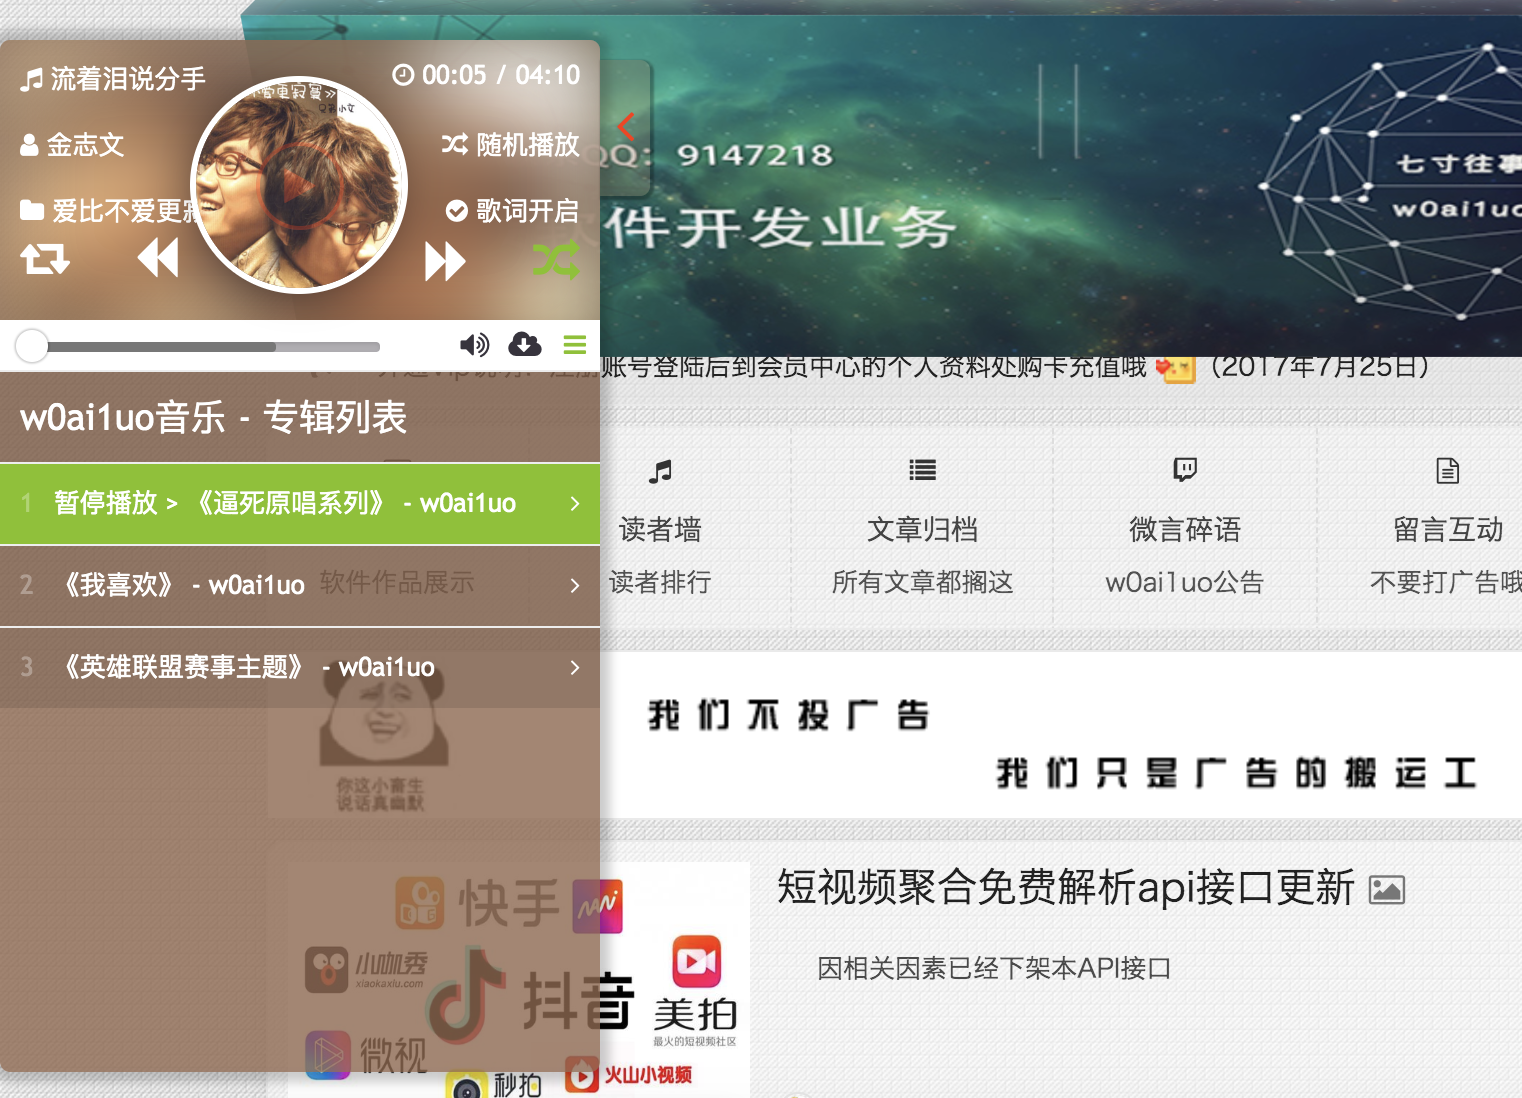 流着泪说分手
00:05 / 04:10
金志文
随机播放
爱比不爱更寂
歌词开启
QQ: 9147218
软件开发业务
七寸往事
w0ai1uo
账号登陆后到会员中心的个人资料处购卡充值哦 （2017年7月25日）
w0ai1uo音乐 - 专辑列表
1 暂停播放 > 《逼死原唱系列》 - w0ai1uo
2 《我喜欢》 - w0ai1uo
3 《英雄联盟赛事主题》 - w0ai1uo
软件作品展示
读者墙
读者排行
文章归档
所有文章都搁这
微言碎语
w0ai1uo公告
留言互动
不要打广告哦
我们不投广告
我们只是广告的搬运工
你这小畜生
说话真幽默
快手
小咖秀
xiaokaxiu.com
抖音
美拍
最火的短视频社区
微视
秒拍
火山小视频
短视频聚合免费解析api接口更新
因相关因素已经下架本API接口